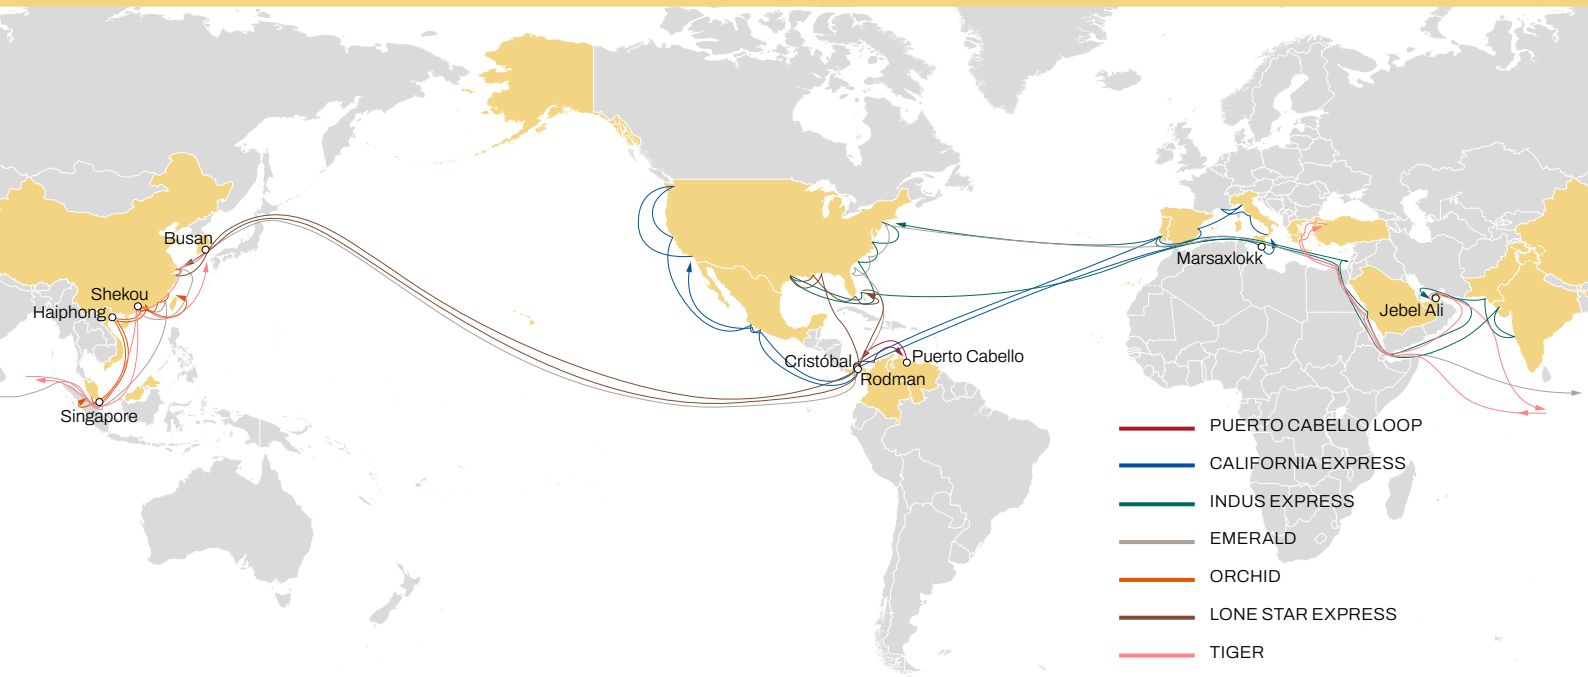 Busan
Shekou
Haiphong
Singapore
Cristóbal
Puerto Cabello
Rodman
Marsaxlokk
Jebel Ali
PUERTO CABELLO LOOP
CALIFORNIA EXPRESS
INDUS EXPRESS
EMERALD
ORCHID
LONE STAR EXPRESS
TIGER